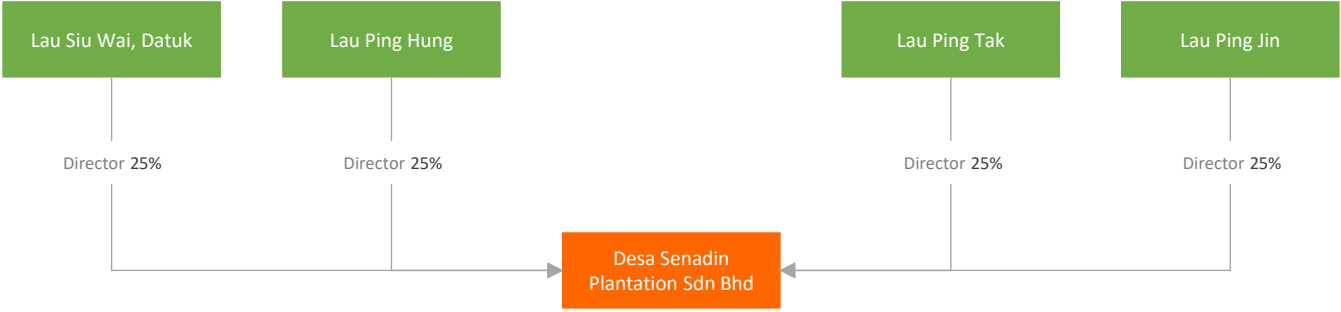 Lau Siu Wai, Datuk
Lau Ping Hung
Lau Ping Tak
Lau Ping Jin
Director 25%
Director 25%
Director 25%
Director 25%
Desa Senadin
Plantation Sdn Bhd